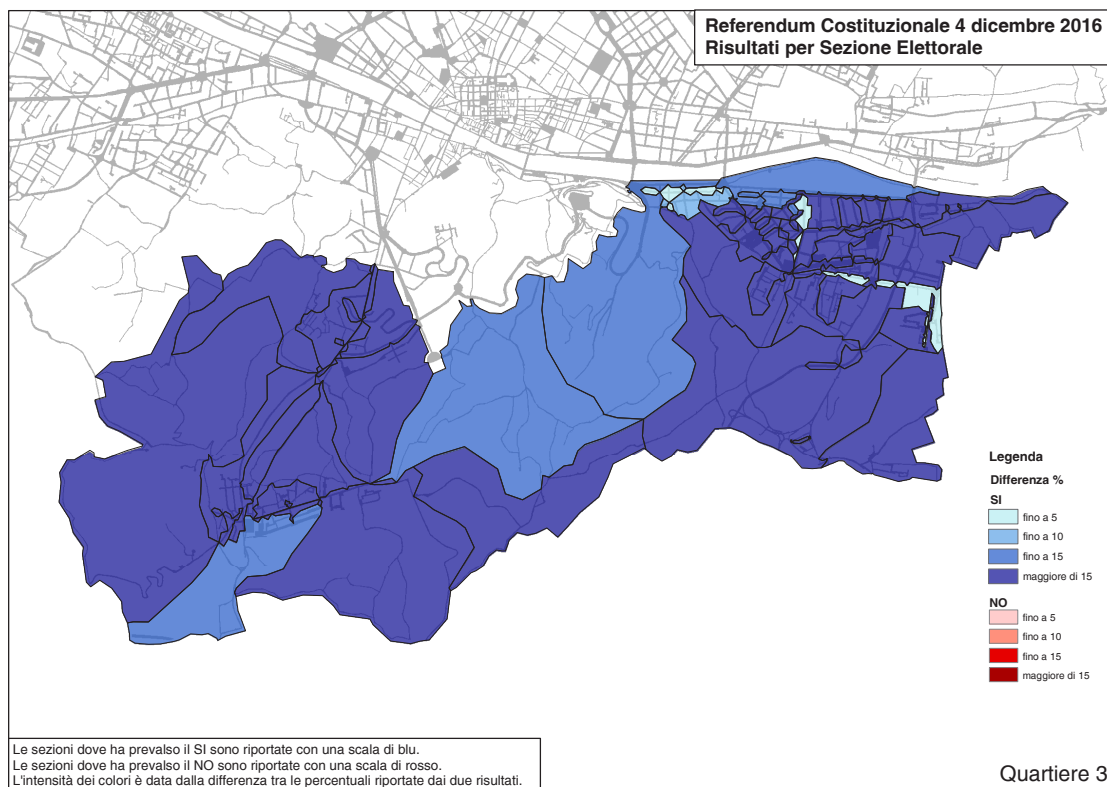 Referendum Costituzionale 4 dicembre 2016
Risultati per Sezione Elettorale
Legenda
Differenza %
SI
fino a 5
fino a 10
fino a 15
maggiore di 15
NO
fino a 5
fino a 10
fino a 15
maggiore di 15
Le sezioni dove ha prevalso il SI sono riportate con una scala di blu.
Le sezioni dove ha prevalso il NO sono riportate con una scala di rosso.
L'intensità dei colori è data dalla differenza tra le percentuali riportate dai due risultati.
Quartiere 3